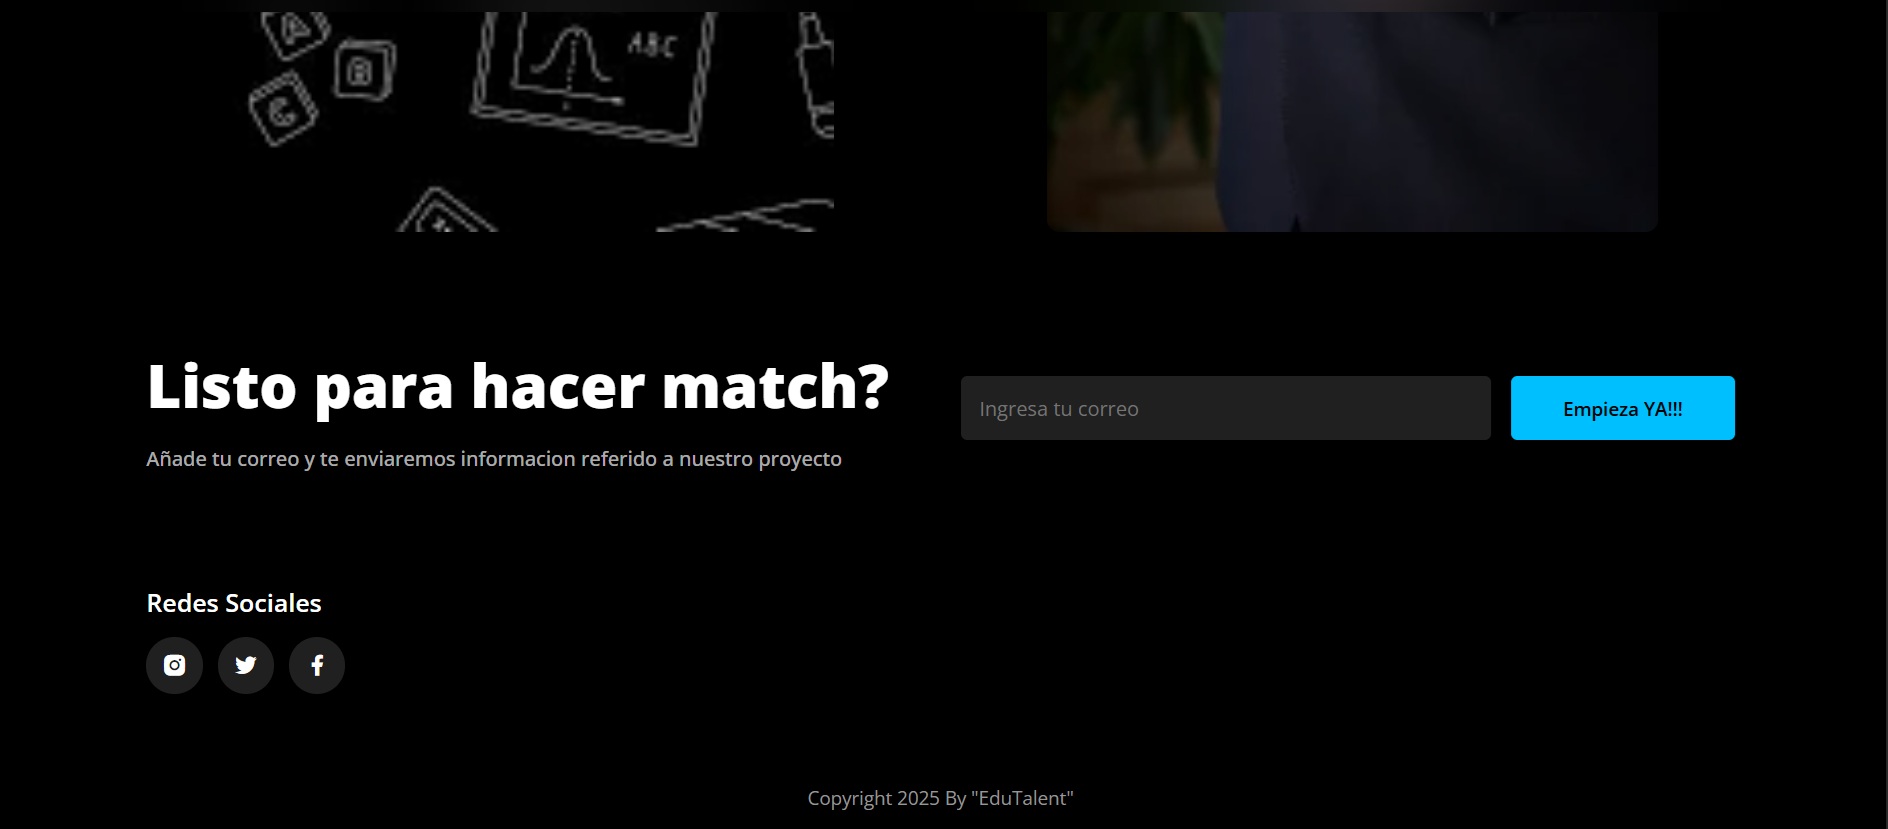 A
B
ABC
C
Listo para hacer match?
Ingresa tu correo
Empieza YA!!!
Añade tu correo y te enviaremos informacion referido a nuestro proyecto
Redes Sociales
Copyright 2025 By "EduTalent"